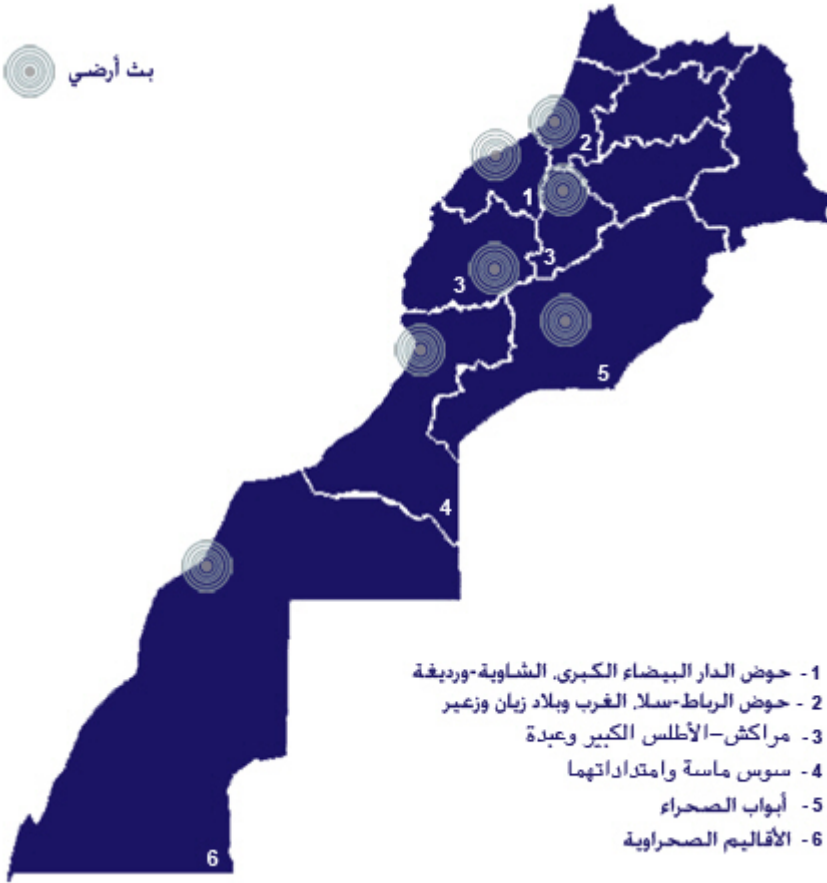 بث أرضي
2
1
3
3
5
4
6
1- حوض الدار البيضاء الكبرى، الشاوية-ورديغة
2- حوض الرباط-سلا، الغرب وبلاد زيان وزعير
3- مراكش–الأطلس الكبير وعبدة
4- سوس ماسة وامتداداتهما
5- أبواب الصحراء
6- الأقاليم الصحراوية